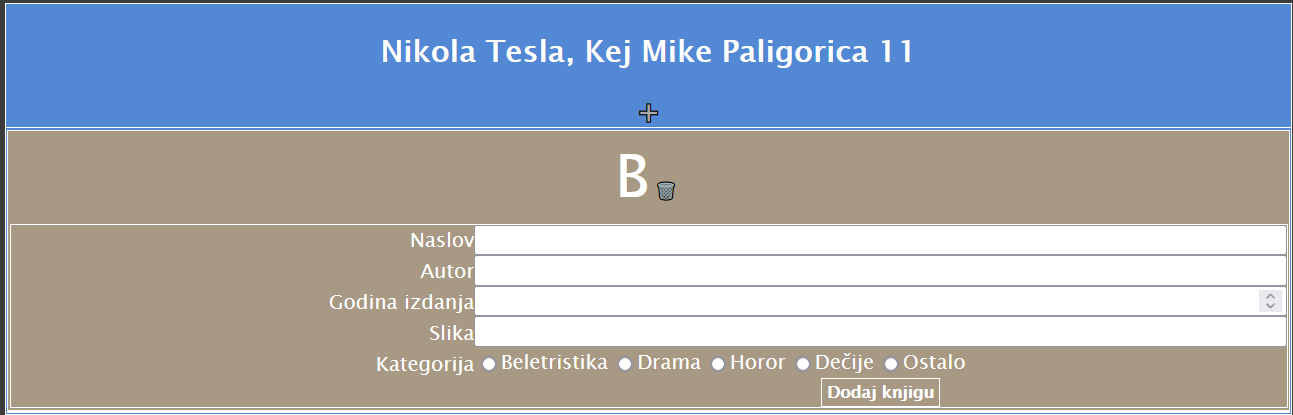 Nikola Tesla, Kej Mike Paligorica 11
B
Naslov
Autor
Godina izdanja
Slika
Kategorija Beletristika Drama Horor Dečije Ostalo
Dodaj knjigu